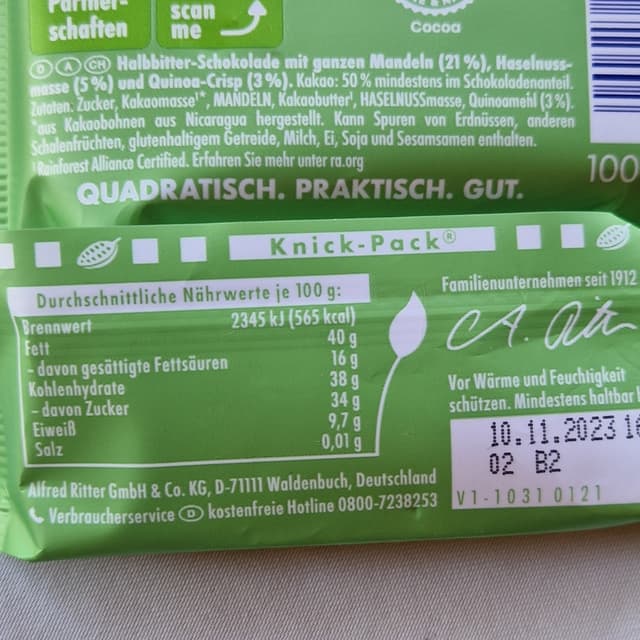 Partner-
schaften
scan
me
Cocoa
D A CH Halbbitter-Schokolade mit ganzen Mandeln (21 %), Haselnuss-
masse (5 %) und Quinoa-Crisp (3 %). Kakao: 50 % mindestens im Schokoladenanteil.
Zutaten: Zucker, Kakaomasse¹*, MANDELN, Kakaobutter¹, HASELNUSSmasse, Quinoamehl (3 %).
*aus Kakaobohnen aus Nicaragua hergestellt. Kann Spuren von Erdnüssen, anderen
Schalenfrüchten, glutenhaltigem Getreide, Milch, Ei, Soja und Sesamsamen enthalten.
¹Rainforest Alliance Certified. Erfahren Sie mehr unter ra.org
100
QUADRATISCH. PRAKTISCH. GUT.
Knick-Pack®
Durchschnittliche Nährwerte je 100 g:
Brennwert 2345 kJ (565 kcal)
Fett 40 g
- davon gesättigte Fettsäuren 16 g
Kohlenhydrate 38 g
- davon Zucker 34 g
Eiweiß 9,7 g
Salz 0,01 g
Familienunternehmen seit 1912
Vor Wärme und Feuchtigkeit
schützen. Mindestens haltbar
10.11.2023
02 B2
V1-1031 0121
Alfred Ritter GmbH & Co. KG, D-71111 Waldenbuch, Deutschland
Verbraucherservice D kostenfreie Hotline 0800-7238253